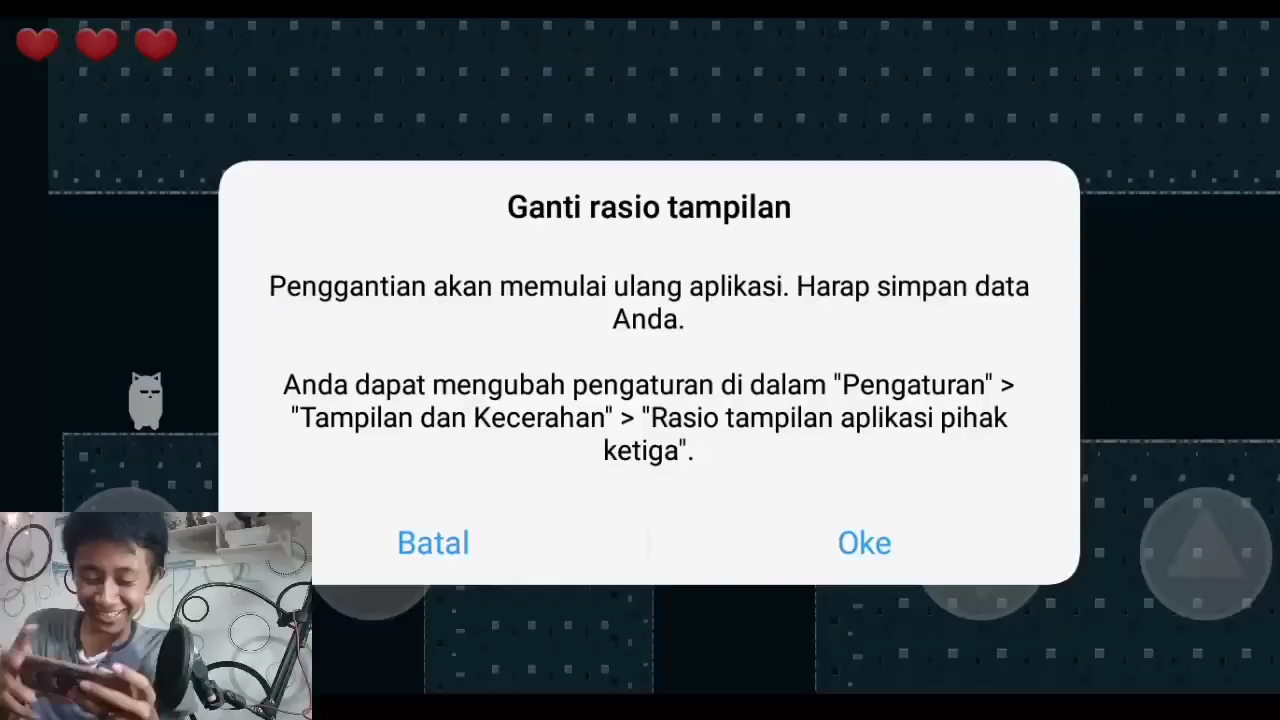 Ganti rasio tampilan
Penggantian akan memulai ulang aplikasi. Harap simpan data
Anda.
Anda dapat mengubah pengaturan di dalam "Pengaturan" >
"Tampilan dan Kecerahan" > "Rasio tampilan aplikasi pihak
ketiga".
Batal
Oke